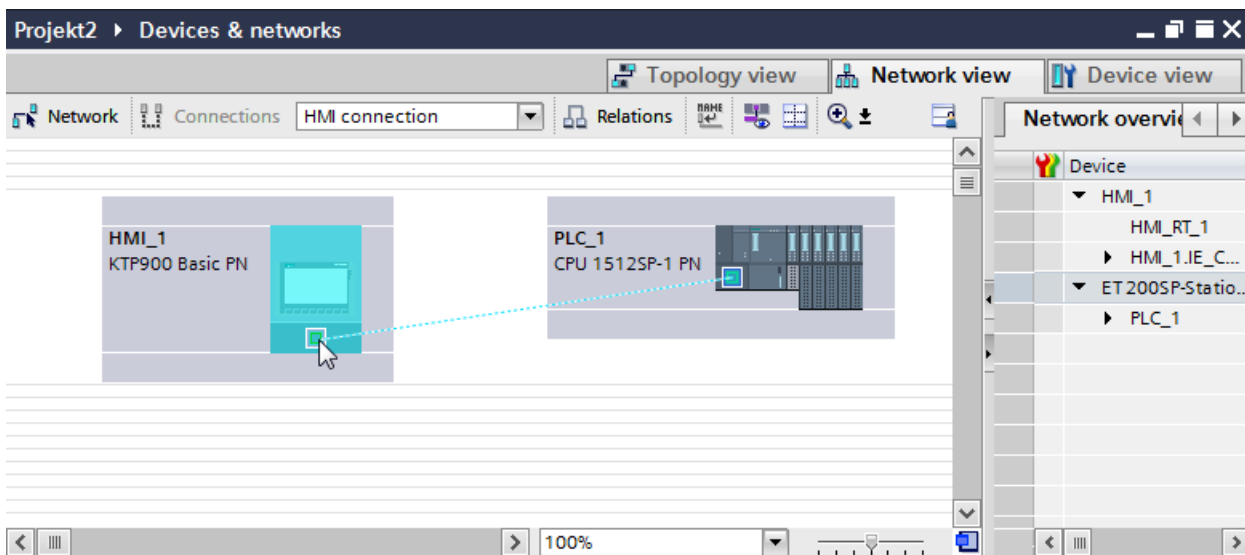 Projekt2 ▸ Devices & networks
Topology view Network view Device view
Network Connections HMI connection Relations Network overvie
Device
HMI_1
HMI_RT_1
HMI_1.IE_C...
ET 200SP-Statio...
PLC_1
HMI_1
KTP900 Basic PN
PLC_1
CPU 1512SP-1 PN
100%